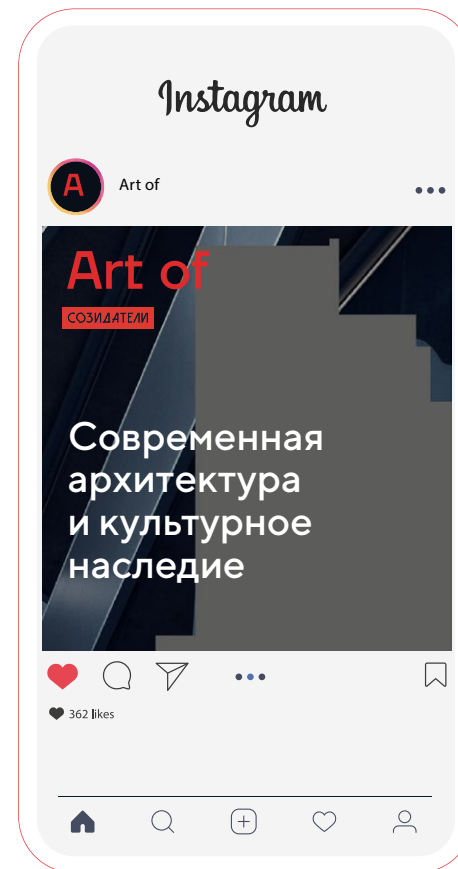 Instagram
A
Art of
Art of
СОЗИДАТЕЛИ
Современная
архитектура
и культурное
наследие
362 likes